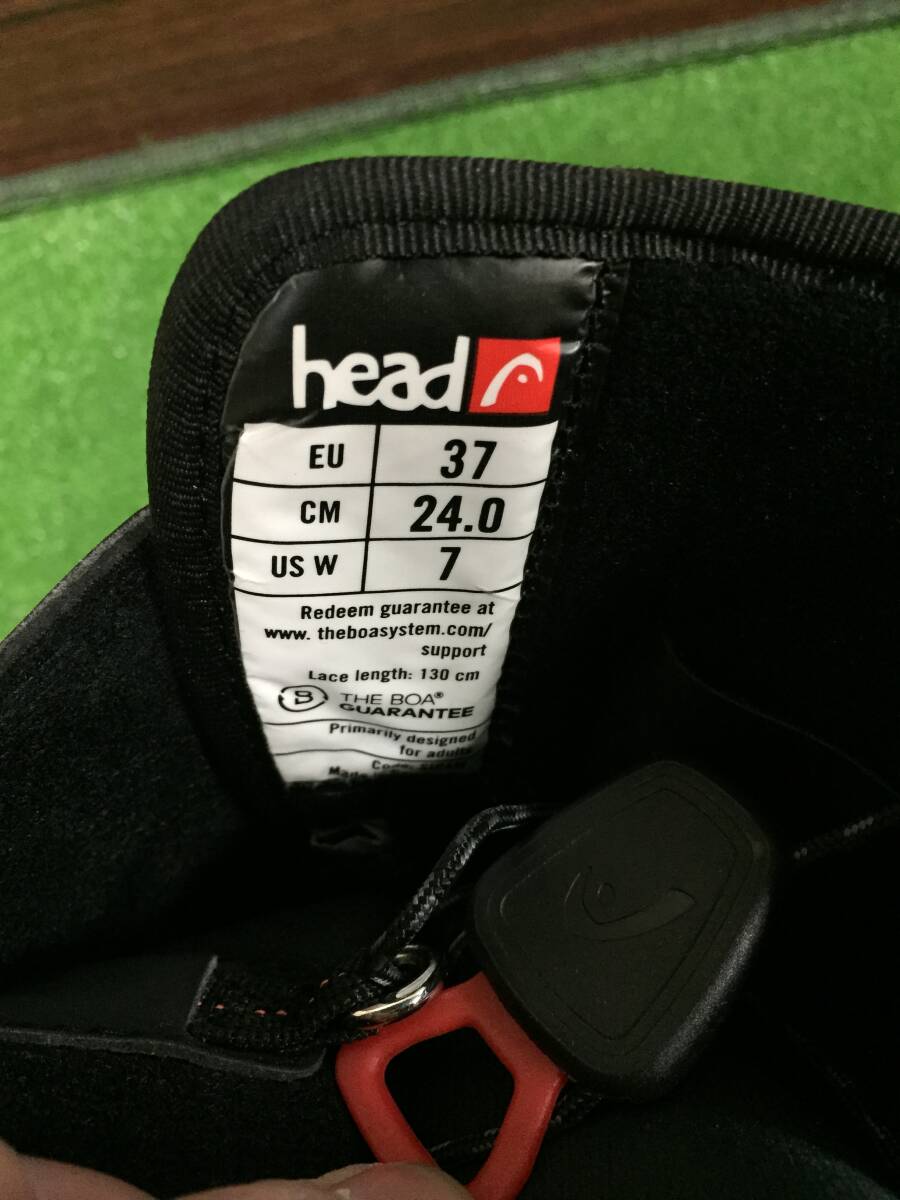 head
EU 37
CM 24.0
US W 7
Redeem guarantee at
www. theboasystem.com/
support
Lace length: 130 cm
B THE BOA®
GUARANTEE
Primarily designed
for adults